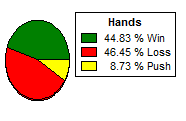 Hands
44.83 % Win
46.45 % Loss
8.73 % Push